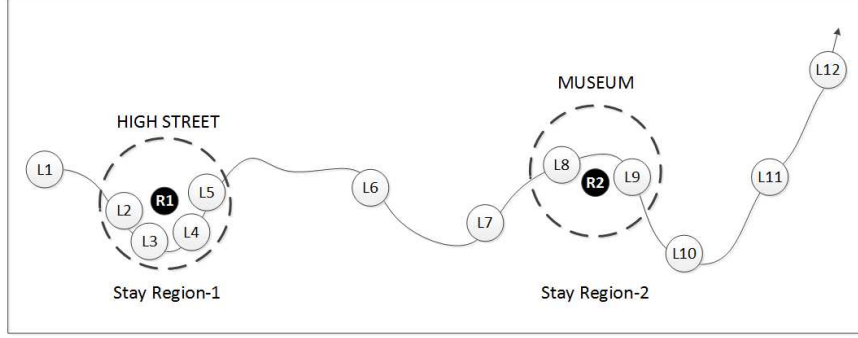 MUSEUM
HIGH STREET
L1
L2
L3
L4
L5
R1
L6
L7
L8
R2
L9
L10
L11
L12
Stay Region-1
Stay Region-2